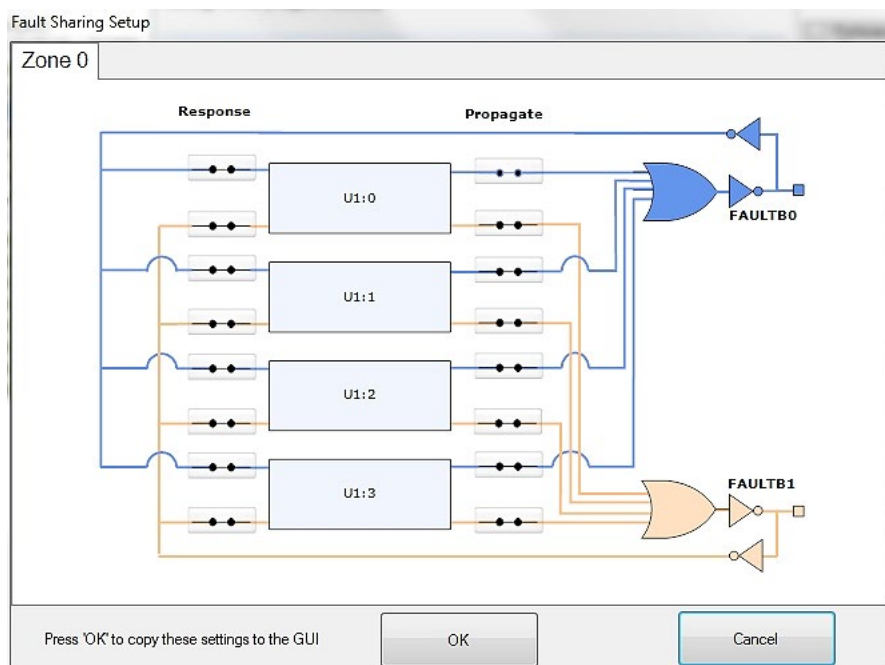 Fault Sharing Setup
Zone 0
Response
Propagate
U1:0
FAULTB0
U1:1
U1:2
U1:3
FAULTB1
Press 'OK' to copy these settings to the GUI
OK
Cancel